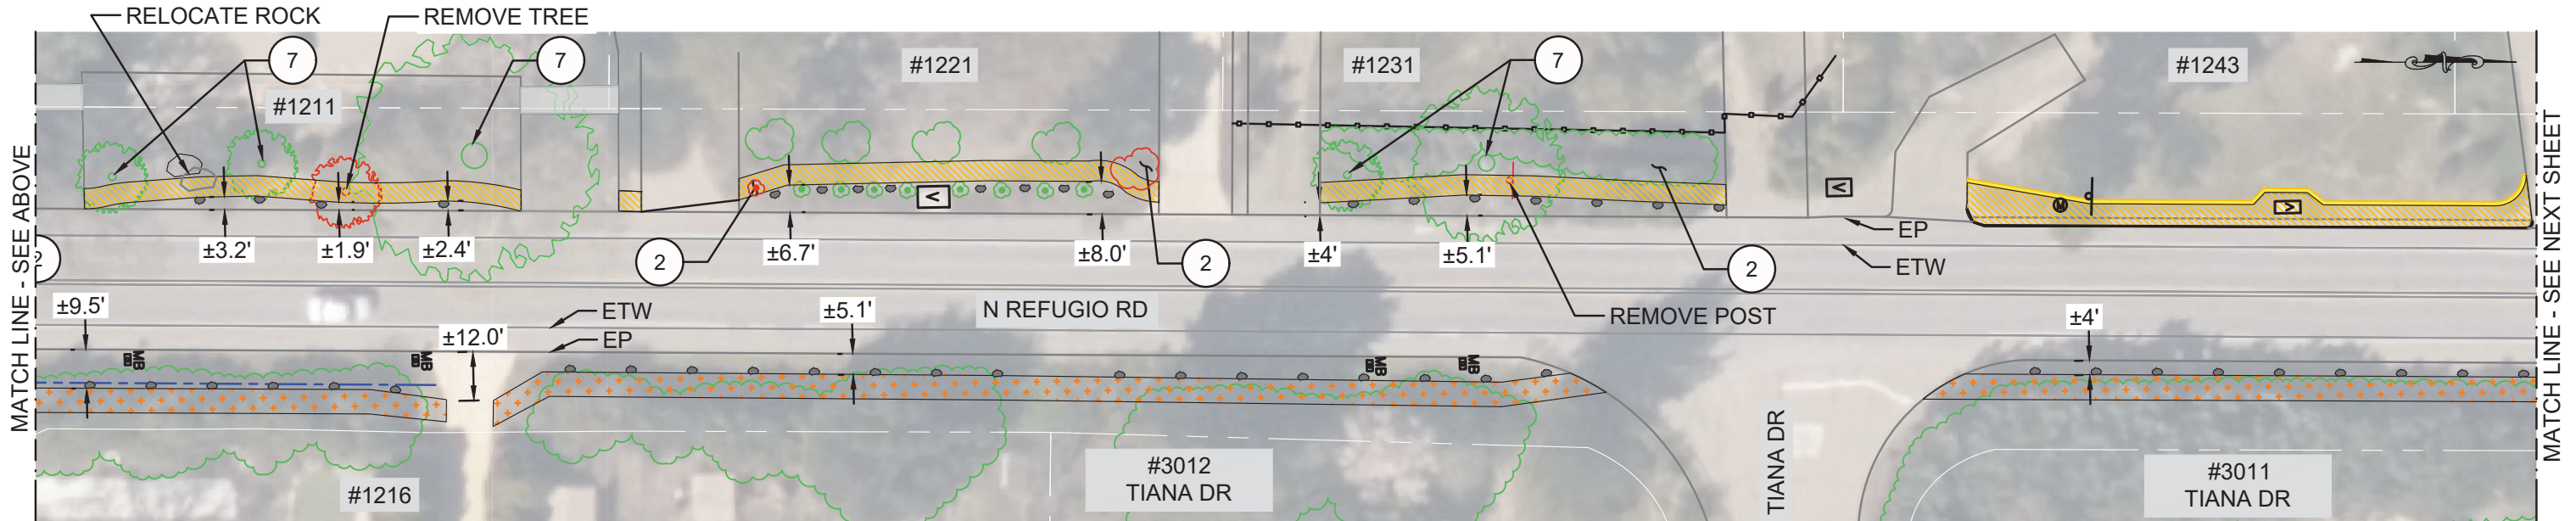 RELOCATE ROCK
REMOVE TREE
7
7
7
#1211
#1221
#1231
#1243
±3.2'
±1.9'
±2.4'
2
±6.7'
±8.0'
2
±4'
±5.1'
2
EP
ETW
REMOVE POST
V
V
V
M
2
MATCH LINE - SEE ABOVE
MATCH LINE - SEE NEXT SHEET
±9.5'
±12.0'
ETW
EP
±5.1'
N REFUGIO RD
±4'
MB
MB
MB
MB
#1216
#3012
TIANA DR
TIANA DR
#3011
TIANA DR